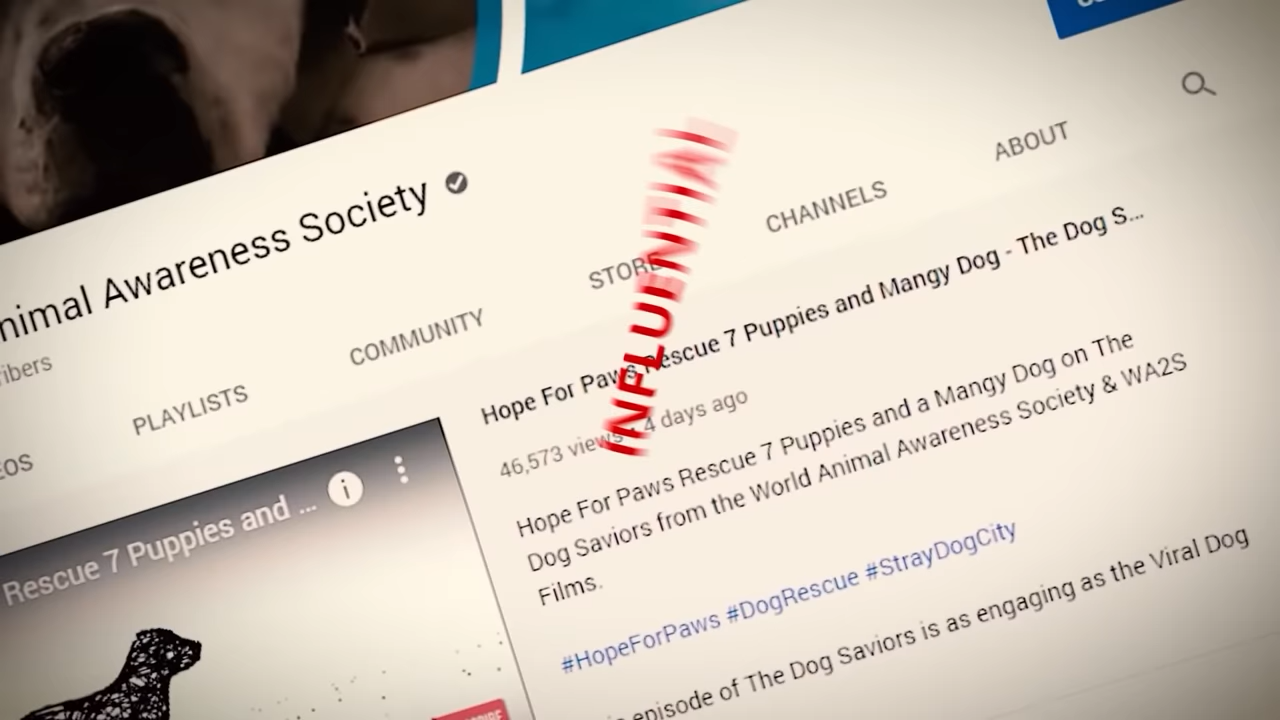 nimal Awareness Society
ribers
EOS
PLAYLISTS
COMMUNITY
STORE
CHANNELS
ABOUT
INFLUENTIAL
Rescue 7 Puppies and ...
Hope For Paws Rescue 7 Puppies and Mangy Dog - The Dog S...
46,573 views · 4 days ago
Hope For Paws Rescue 7 Puppies and a Mangy Dog on The
Dog Saviors from the World Animal Awareness Society & WA2S
Films.
#HopeForPaws #DogRescue #StrayDogCity
episode of The Dog Saviors is as engaging as the Viral Dog